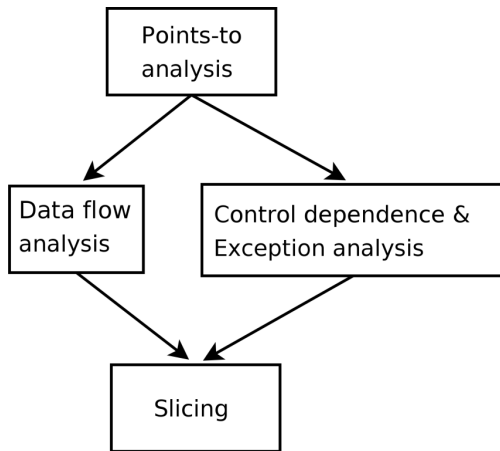 Points-to
analysis
Data flow
analysis
Control dependence &
Exception analysis
Slicing